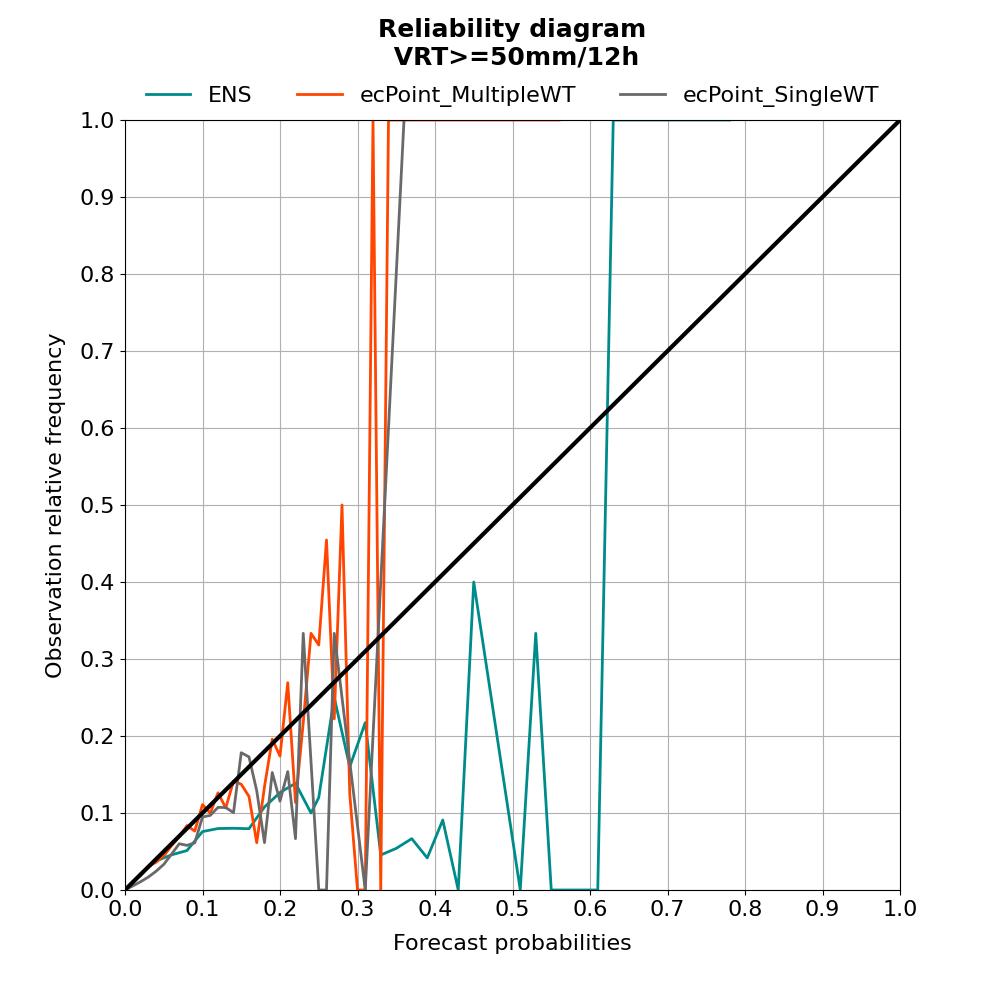 Reliability diagram
VRT>=50mm/12h
ENS ecPoint_MultipleWT ecPoint_SingleWT
1.0
0.9
0.8
0.7
0.6
0.5
0.4
0.3
0.2
0.1
0.0
Observation relative frequency
0.0 0.1 0.2 0.3 0.4 0.5 0.6 0.7 0.8 0.9 1.0
Forecast probabilities